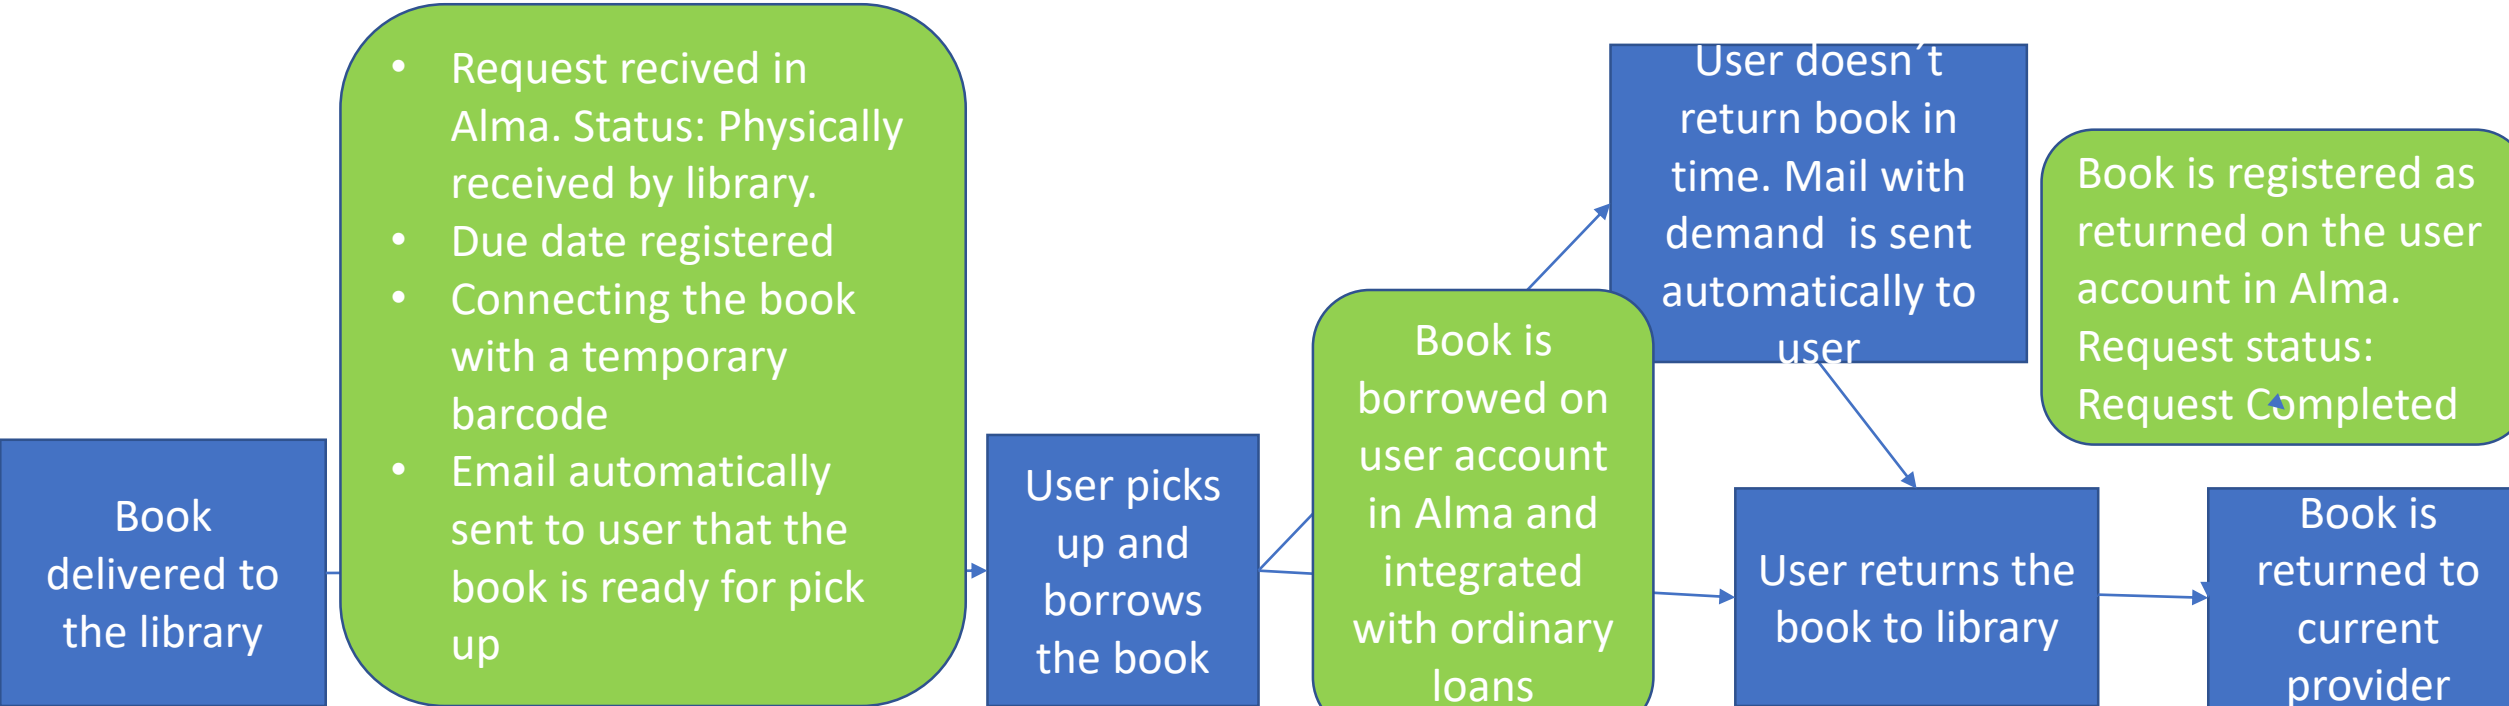 Book
delivered to
the library
• Request recived in
Alma. Status: Physically
received by library.
• Due date registered
• Connecting the book
with a temporary
barcode
• Email automatically
sent to user that the
book is ready for pick
up
User picks
up and
borrows
the book
Book is
borrowed on
user account
in Alma and
integrated
with ordinary
loans
User doesn´t
return book in
time. Mail with
demand  is sent
automatically to
user
User returns the
book to library
Book is registered as
returned on the user
account in Alma.
Request status:
Request Completed
Book is
returned to
current
provider